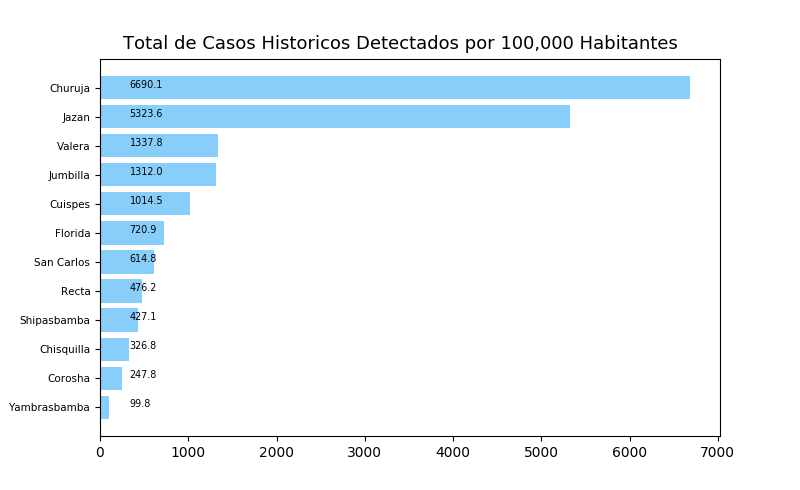 Total de Casos Historicos Detectados por 100,000 Habitantes
Churuja 6690.1
Jazan 5323.6
Valera 1337.8
Jumbilla 1312.0
Cuispes 1014.5
Florida 720.9
San Carlos 614.8
Recta 476.2
Shipasbamba 427.1
Chisquilla 326.8
Corosha 247.8
Yambrasbamba 99.8
0 1000 2000 3000 4000 5000 6000 7000